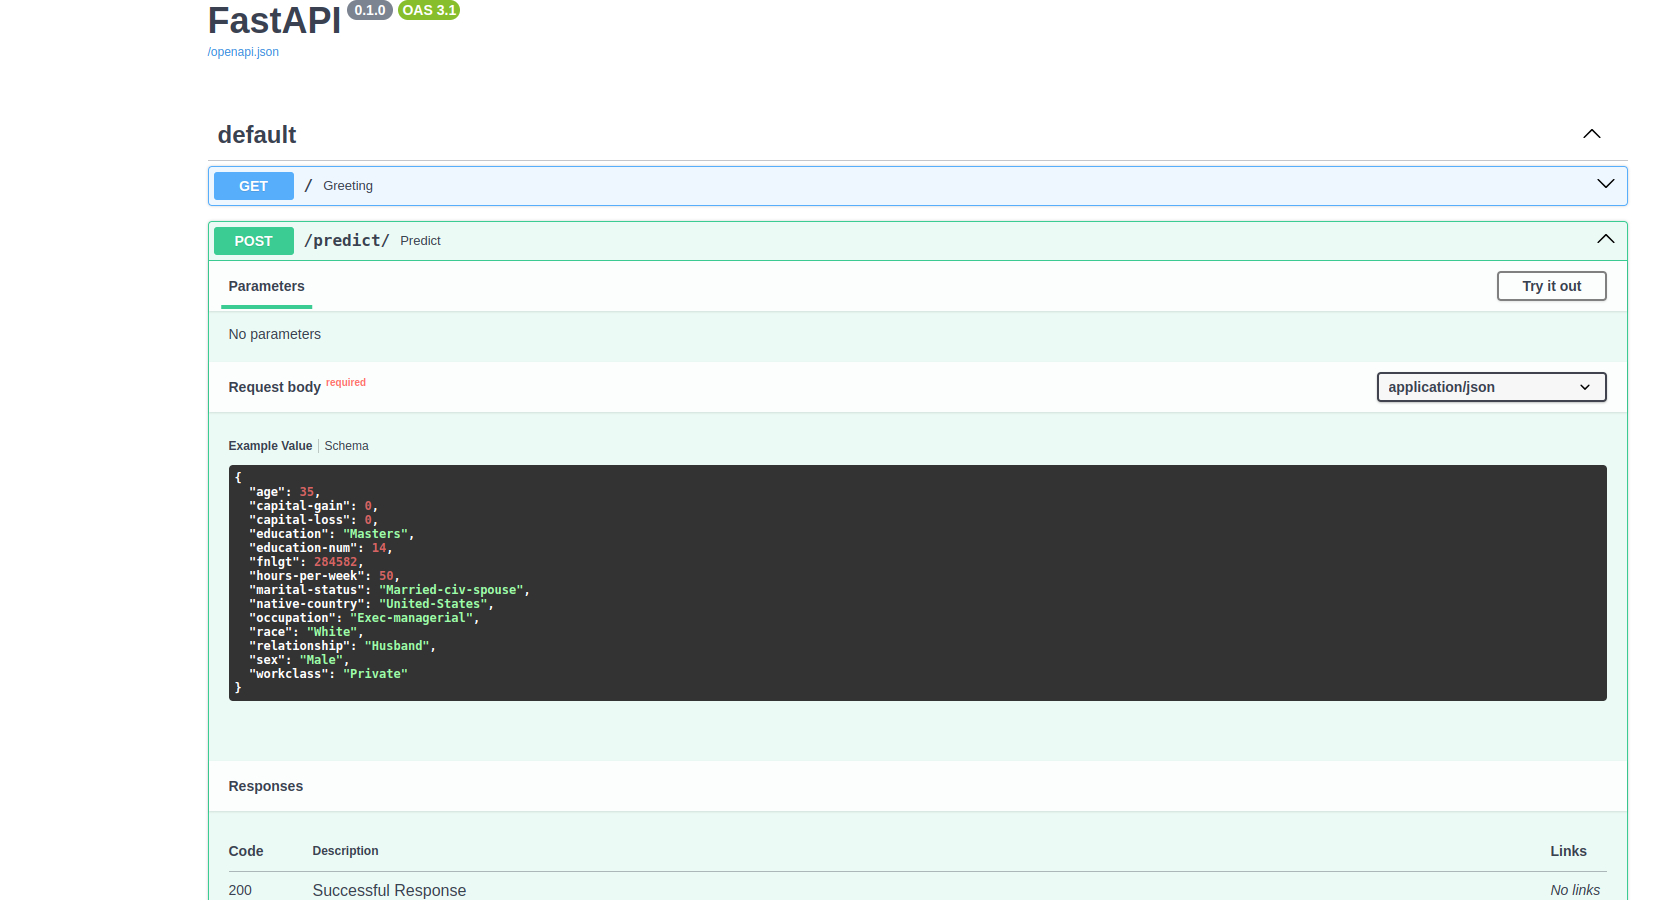 FastAPI 0.1.0 OAS 3.1
/openapi.json
default
GET / Greeting
POST /predict/ Predict
Parameters Try it out
No parameters
Request body required application/json
Example Value Schema
{
"age": 35,
"capital-gain": 0,
"capital-loss": 0,
"education": "Masters",
"education-num": 14,
"fnlgt": 284582,
"hours-per-week": 50,
"marital-status": "Married-civ-spouse",
"native-country": "United-States",
"occupation": "Exec-managerial",
"race": "White",
"relationship": "Husband",
"sex": "Male",
"workclass": "Private"
}
Responses
Code Description Links
200 Successful Response No links